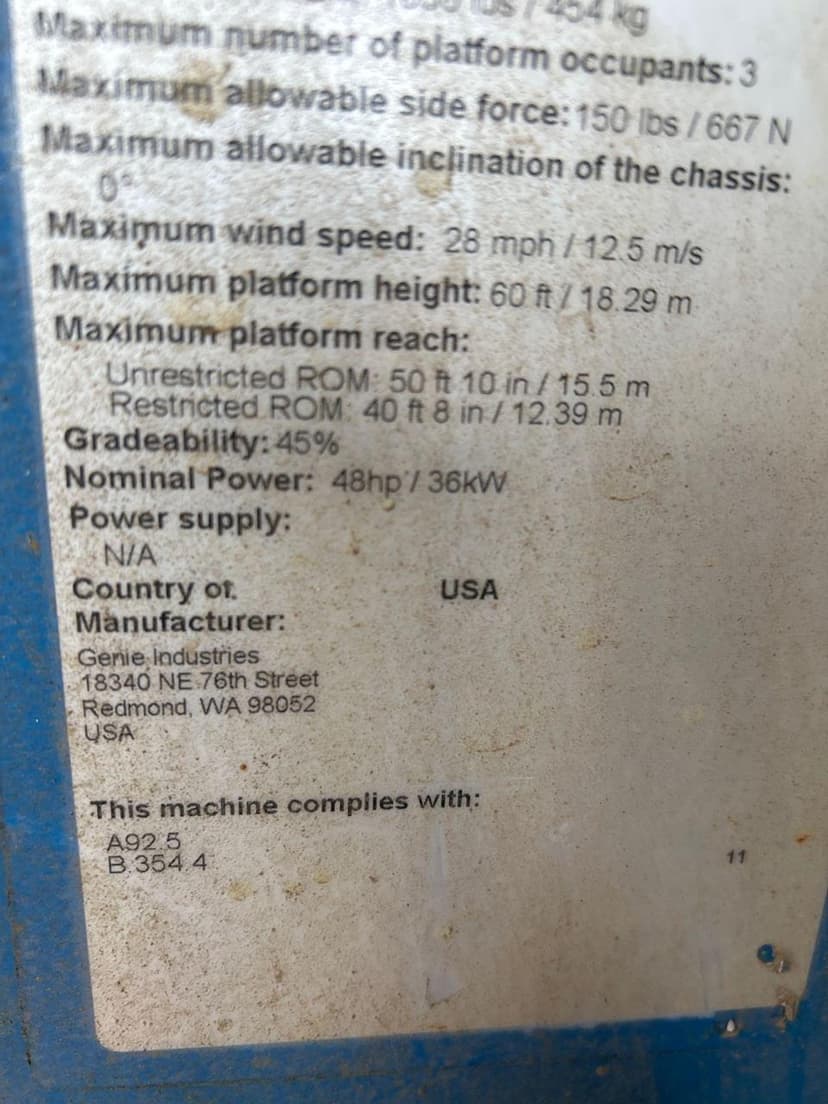 lbs / 454 kg
Maximum number of platform occupants: 3
Maximum allowable side force: 150 lbs / 667 N
Maximum allowable inclination of the chassis:
0°
Maximum wind speed: 28 mph / 12.5 m/s
Maximum platform height: 60 ft / 18.29 m
Maximum platform reach:
Unrestricted ROM: 50 ft 10 in / 15.5 m
Restricted ROM: 40 ft 8 in / 12.39 m
Gradeability: 45%
Nominal Power: 48hp / 36kW
Power supply:
N/A
Country of USA
Manufacturer:
Genie Industries
18340 NE 76th Street
Redmond, WA 98052
USA
This machine complies with:
A92.5
B.354.4
11